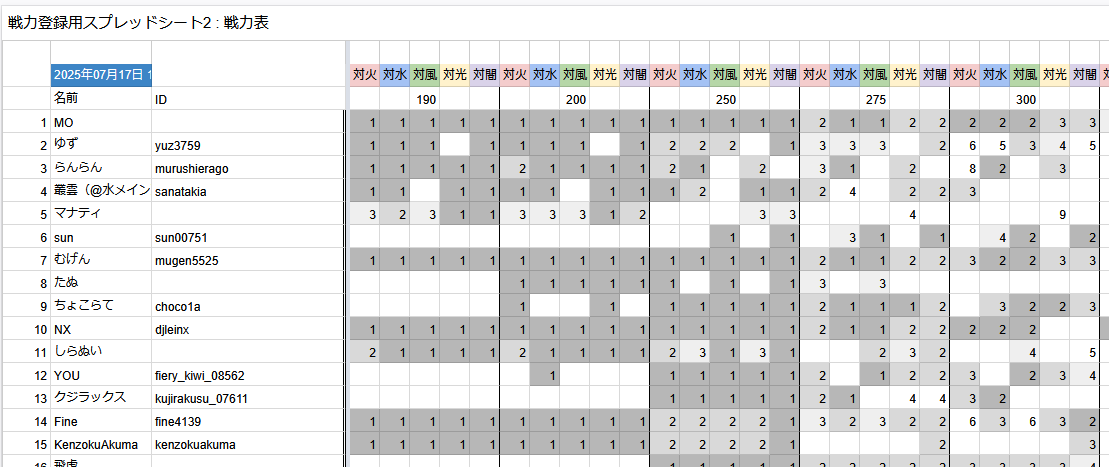 戦力登録用スプレッドシート2 : 戦力表
2025年07月17日 対火 対水 対風 対光 対闇 対火 対水 対風 対光 対闇 対火 対水 対風 対光 対闇 対火 対水 対風 対光 対闇 対火 対水 対風 対光 対闇
名前 ID 190 200 250 275 300
1 MO 1 1 1 1 1 1 1 1 1 1 1 1 1 1 1 2 1 1 2 2 2 2 2 3 3
2 ゆず yuz3759 1 1 1 1 1 1 1 1 2 2 2 1 3 3 3 2 6 5 3 4 5
3 らんらん murushierago 1 1 1 1 1 2 1 1 1 1 2 1 2 3 1 2 2 8 2 3
4 叢雲（@水メイン sanatakia 1 1 1 1 1 1 1 1 1 2 1 1 2 4 2 2 3
5 マナティ 3 2 3 1 1 3 3 3 1 2 3 3 4 9
6 sun sun00751 1 1 3 1 1 4 2 2
7 むげん mugen5525 1 1 1 1 1 1 1 1 1 1 1 1 1 1 1 2 1 1 2 2 3 2 2 3 3
8 たぬ 1 1 1 1 1 1 1 1 3 3
9 ちょこらて choco1a 1 1 1 1 1 1 1 2 1 1 1 2 3 2 2 3
10 NX djleinx 1 1 1 1 1 1 1 1 1 1 1 1 1 1 1 2 1 1 2 2 2 2 2
11 しらぬい 2 1 1 1 1 2 1 1 1 1 2 3 1 3 1 2 3 2 4 5
12 YOU fiery_kiwi_08562 1 1 1 1 1 1 2 1 2 2 3 2 3 4
13 クジラックス kujirakusu_07611 1 1 1 1 1 2 1 4 4 3 2
14 Fine fine4139 1 1 1 1 1 1 1 1 1 1 2 2 2 2 1 3 2 3 2 2 6 3 6 3 2
15 KenzokuAkuma kenzokuakuma 1 1 1 1 1 1 1 1 1 1 2 2 2 2 1 2 3